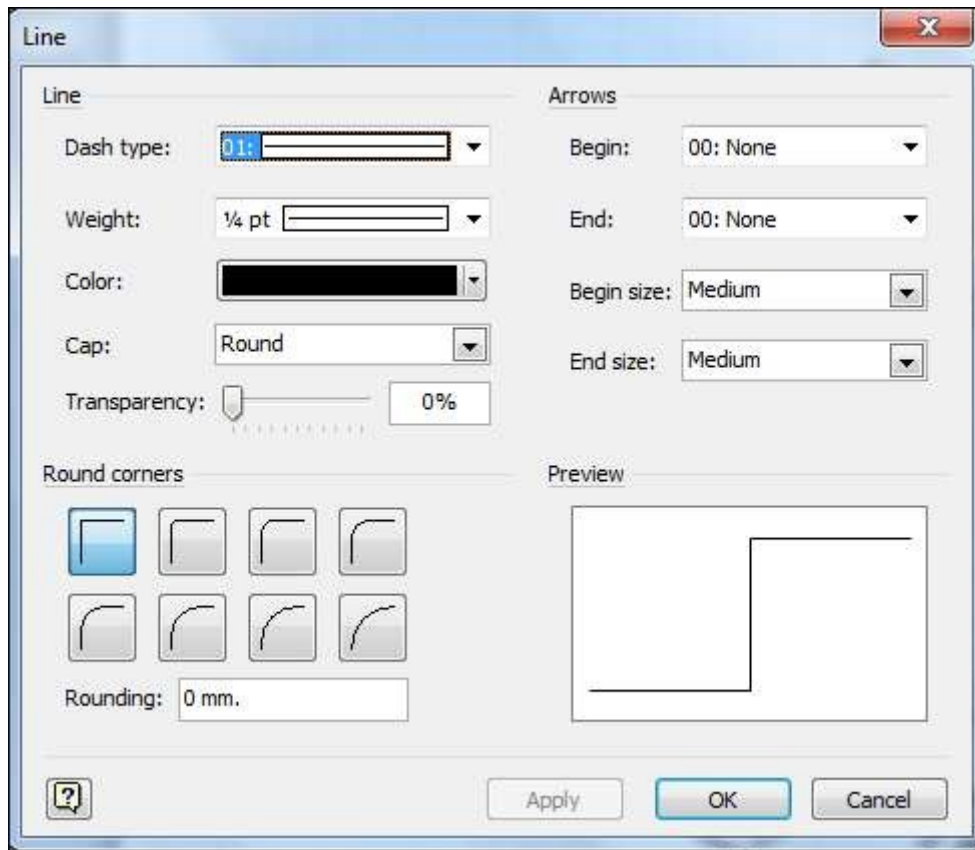 Line
Line
Dash type: 01:
Weight: ¼ pt
Color:
Cap: Round
Transparency: 0%
Arrows
Begin: 00: None
End: 00: None
Begin size: Medium
End size: Medium
Round corners
Rounding: 0 mm.
Preview
Apply OK Cancel